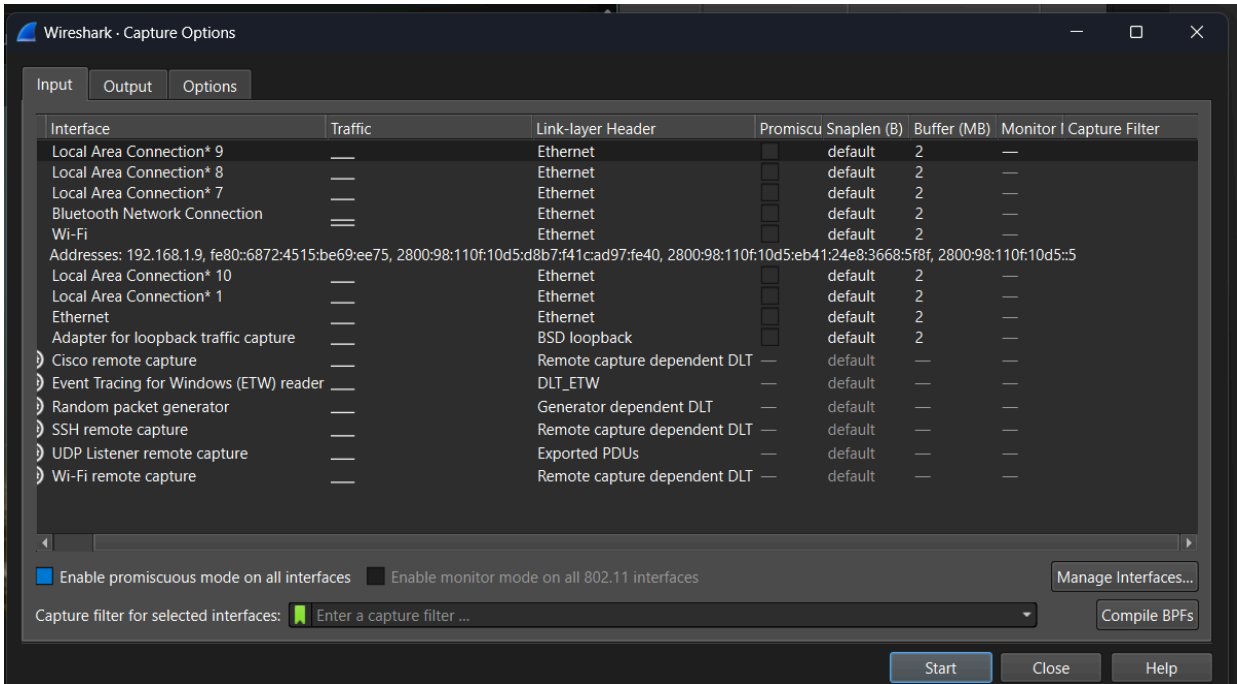 Wireshark · Capture Options
Input Output Options
Interface Traffic Link-layer Header Promiscu Snaplen (B) Buffer (MB) Monitor I Capture Filter
Local Area Connection* 9 Ethernet default 2 —
Local Area Connection* 8 Ethernet default 2 —
Local Area Connection* 7 Ethernet default 2 —
Bluetooth Network Connection Ethernet default 2 —
Wi-Fi Ethernet default 2 —
Addresses: 192.168.1.9, fe80::6872:4515:be69:ee75, 2800:98:110f:10d5:d8b7:f41c:ad97:fe40, 2800:98:110f:10d5:eb41:24e8:3668:5f8f, 2800:98:110f:10d5::5
Local Area Connection* 10 Ethernet default 2 —
Local Area Connection* 1 Ethernet default 2 —
Ethernet Ethernet default 2 —
Adapter for loopback traffic capture BSD loopback default 2 —
Cisco remote capture Remote capture dependent DLT — default — —
Event Tracing for Windows (ETW) reader DLT_ETW — default — —
Random packet generator Generator dependent DLT — default — —
SSH remote capture Remote capture dependent DLT — default — —
UDP Listener remote capture Exported PDUs — default — —
Wi-Fi remote capture Remote capture dependent DLT — default — —
Enable promiscuous mode on all interfaces Enable monitor mode on all 802.11 interfaces Manage Interfaces...
Capture filter for selected interfaces: Enter a capture filter ... Compile BPFs
Start Close Help